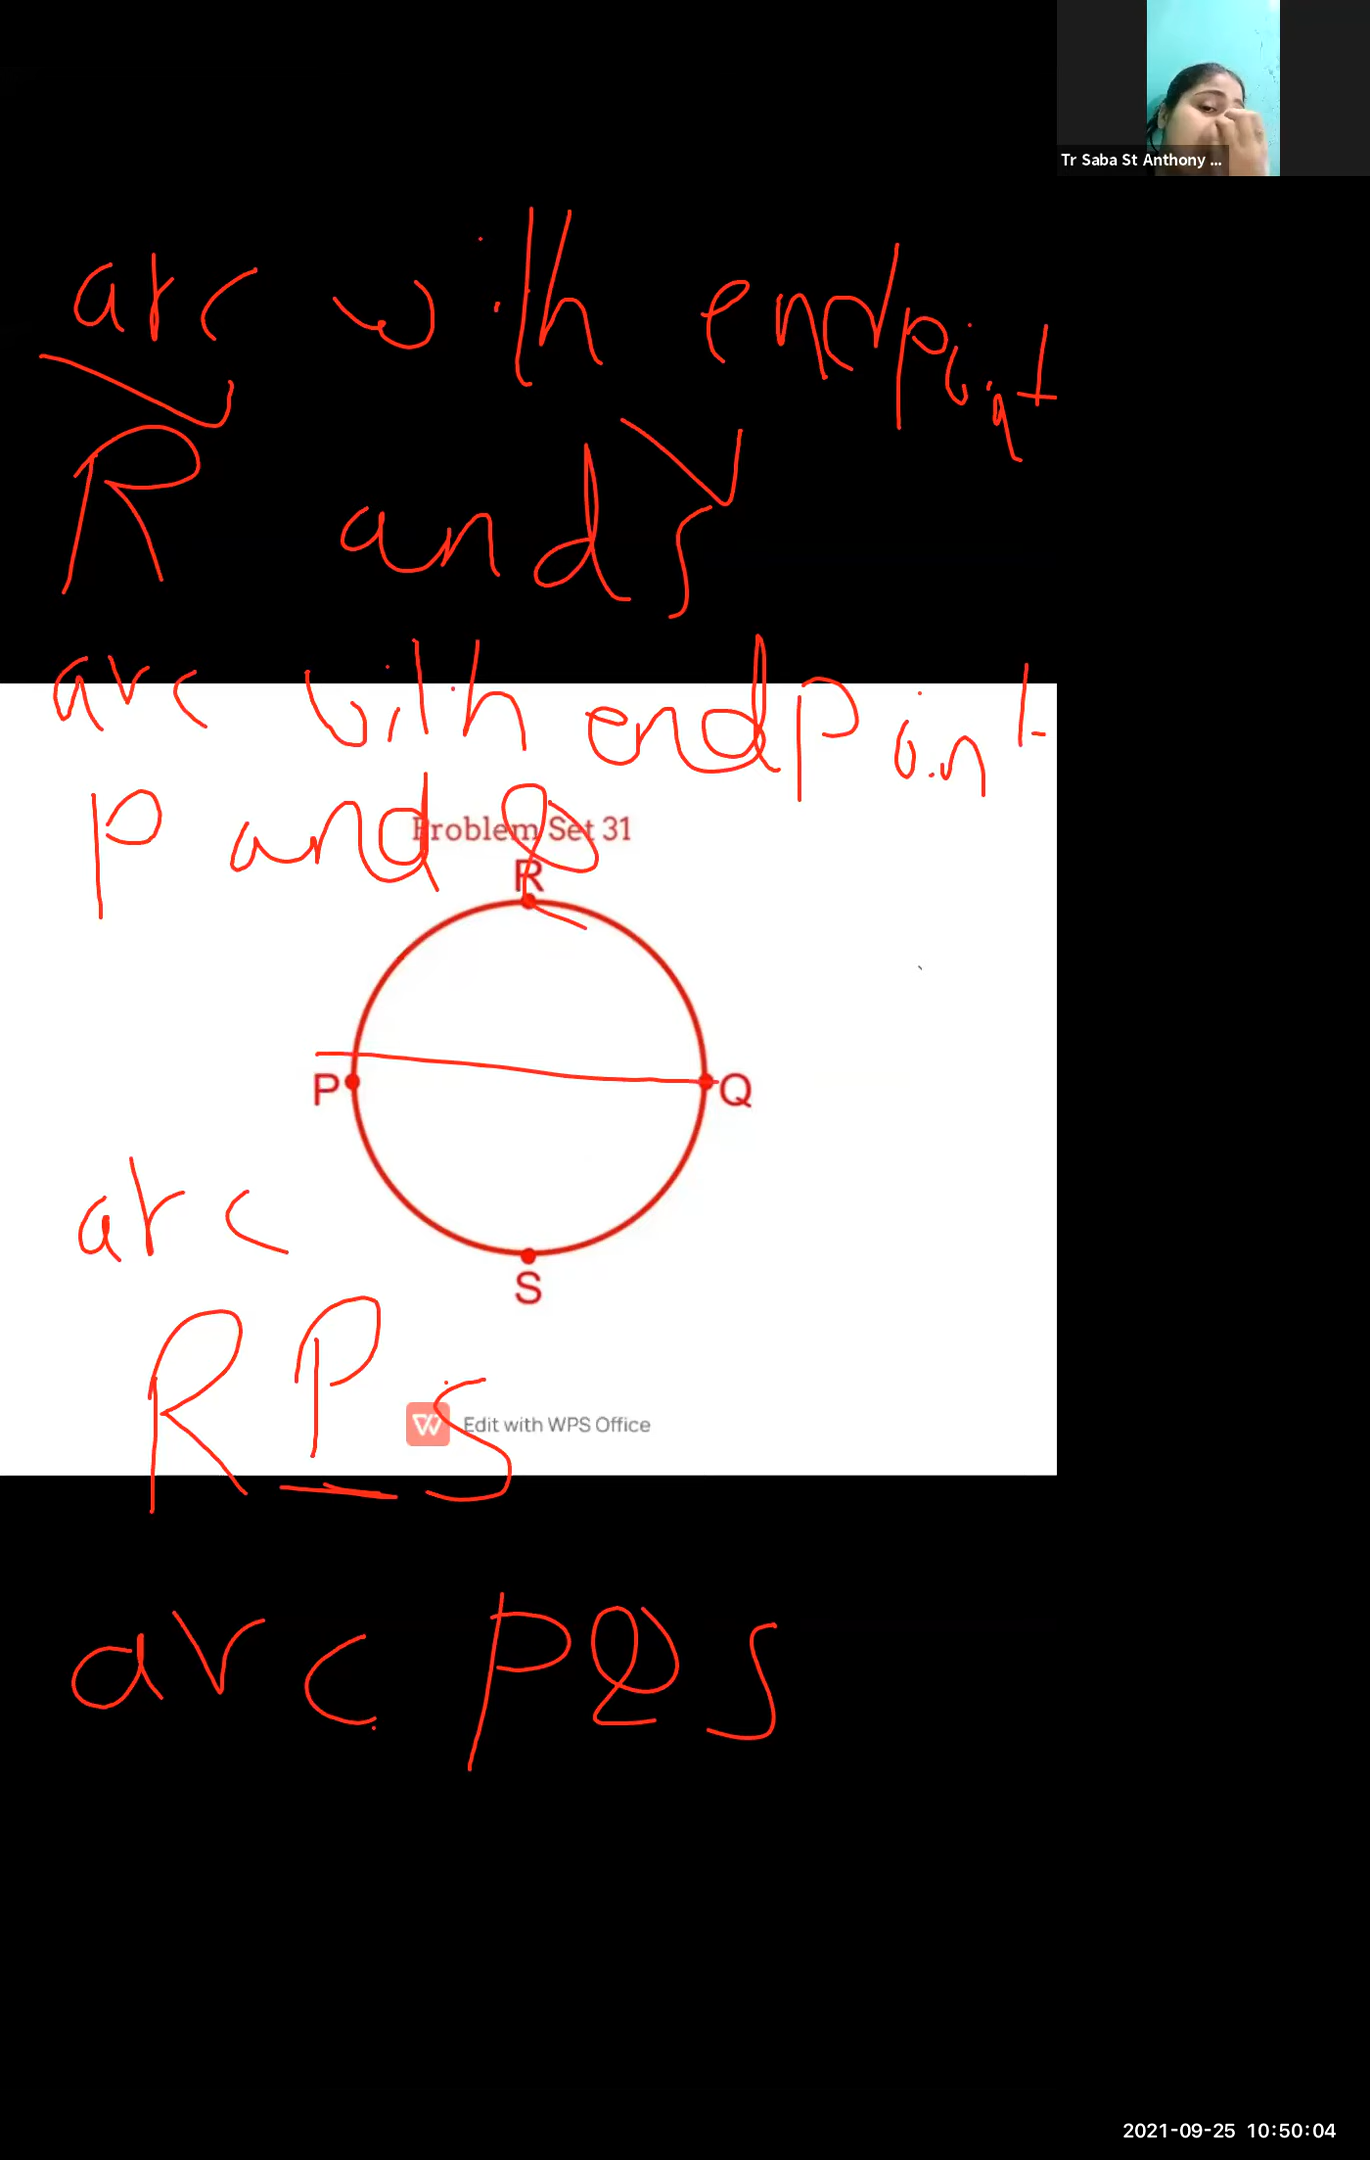 Tr Saba St Anthony ...
arc with endpoint
R and S
arc with endpoint
P and Q
Problem Set 31
R
P
Q
S
arc
RPS
Edit with WPS Office
arc PQS
2021-09-25 10:50:04